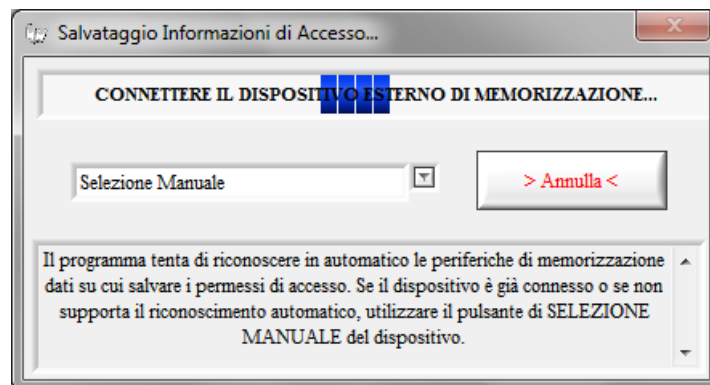 Salvataggio Informazioni di Accesso...
CONNETTERE IL DISPOSITIVO ESTERNO DI MEMORIZZAZIONE...
Selezione Manuale
> Annulla <
Il programma tenta di riconoscere in automatico le periferiche di memorizzazione
dati su cui salvare i permessi di accesso. Se il dispositivo è già connesso o se non
supporta il riconoscimento automatico, utilizzare il pulsante di SELEZIONE
MANUALE del dispositivo.